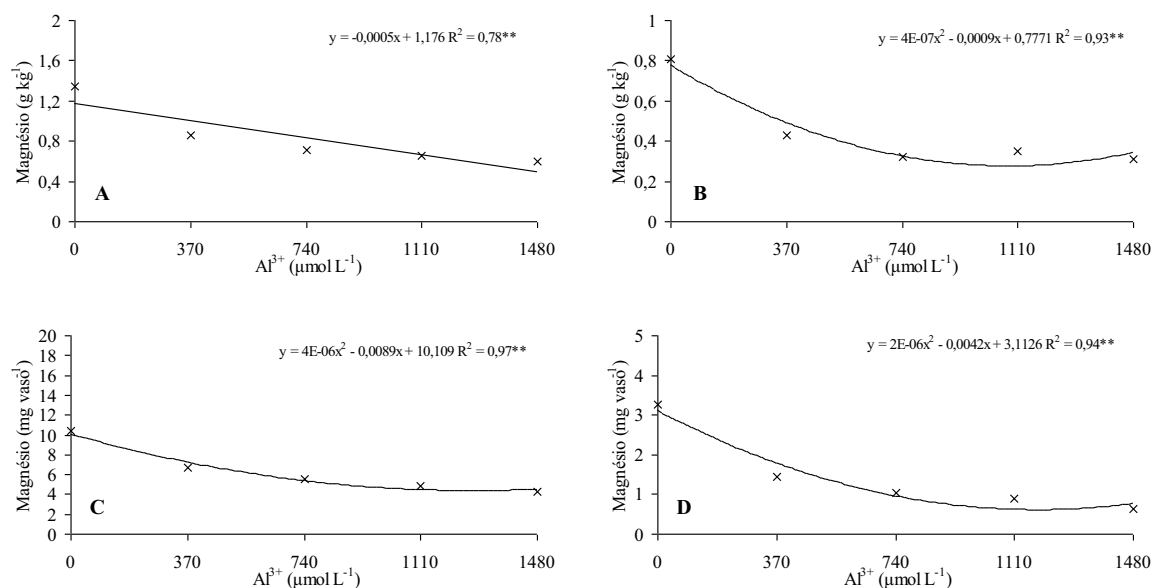 y = -0,0005x + 1,176 R² = 0,78**
2
1,6
1,2
0,8
0,4
0
Magnésio (g kg⁻¹)
A
0 370 740 1110 1480
Al³⁺ (µmol L⁻¹)
y = 4E-07x² - 0,0009x + 0,7771 R² = 0,93**
1
0,8
0,6
0,4
0,2
0
Magnésio (g kg⁻¹)
B
0 370 740 1110 1480
Al³⁺ (µmol L⁻¹)
y = 4E-06x² - 0,0089x + 10,109 R² = 0,97**
20
18
16
14
12
10
8
6
4
2
0
Magnésio (mg vaso⁻¹)
C
0 370 740 1110 1480
Al³⁺ (µmol L⁻¹)
y = 2E-06x² - 0,0042x + 3,1126 R² = 0,94**
5
4
3
2
1
0
Magnésio (mg vaso⁻¹)
D
0 370 740 1110 1480
Al³⁺ (µmol L⁻¹)